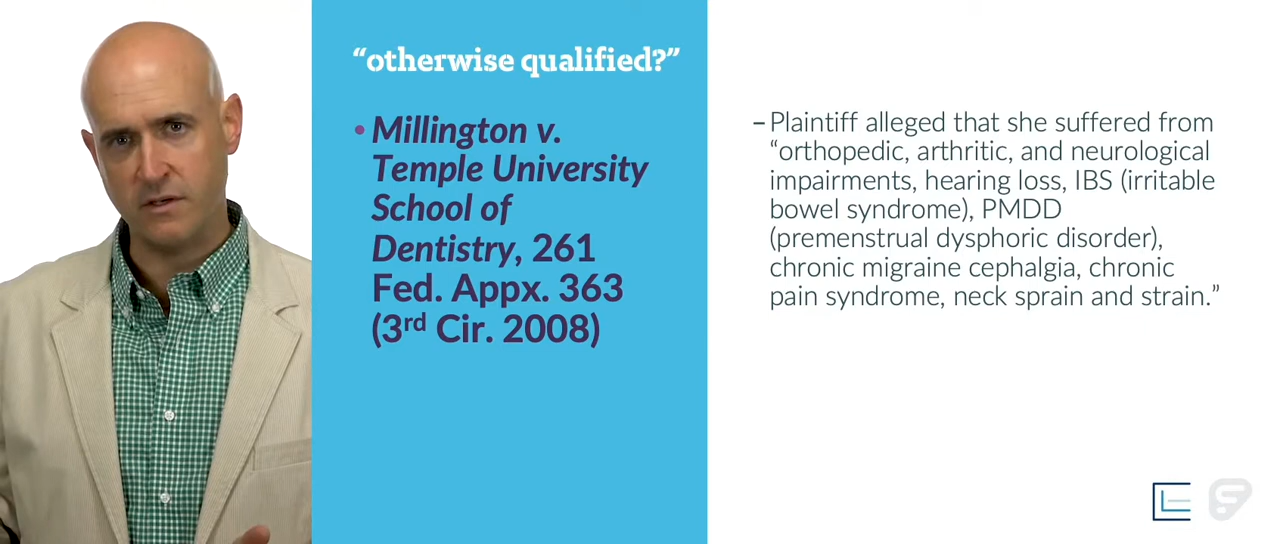 “otherwise qualified?”
• Millington v.
Temple University
School of
Dentistry, 261
Fed. Appx. 363
(3rd Cir. 2008)
– Plaintiff alleged that she suffered from
“orthopedic, arthritic, and neurological
impairments, hearing loss, IBS (irritable
bowel syndrome), PMDD
(premenstrual dysphoric disorder),
chronic migraine cephalgia, chronic
pain syndrome, neck sprain and strain.”